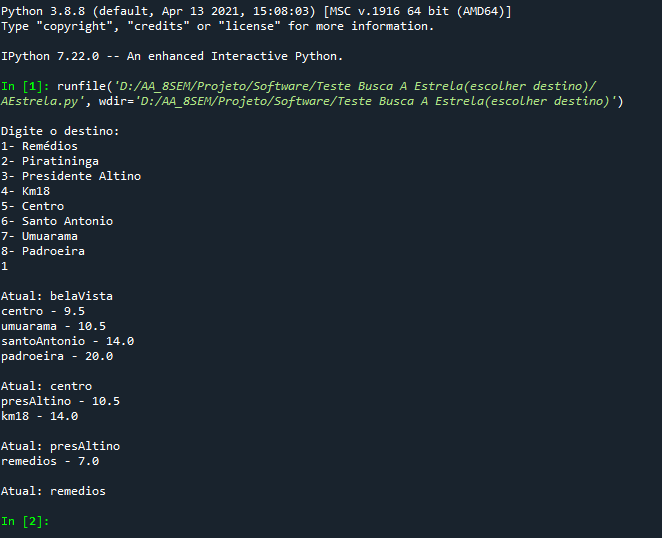 Python 3.8.8 (default, Apr 13 2021, 15:08:03) [MSC v.1916 64 bit (AMD64)]
Type "copyright", "credits" or "license" for more information.
IPython 7.22.0 -- An enhanced Interactive Python.
In [1]: runfile('D:/AA_8SEM/Projeto/Software/Teste Busca A Estrela(escolher destino)/
AEstrela.py', wdir='D:/AA_8SEM/Projeto/Software/Teste Busca A Estrela(escolher destino)')
Digite o destino:
1- Remédios
2- Piratininga
3- Presidente Altino
4- Km18
5- Centro
6- Santo Antonio
7- Umuarama
8- Padroeira
1
Atual: belaVista
centro - 9.5
umuarama - 10.5
santoAntonio - 14.0
padroeira - 20.0
Atual: centro
presAltino - 10.5
km18 - 14.0
Atual: presAltino
remedios - 7.0
Atual: remedios
In [2]: